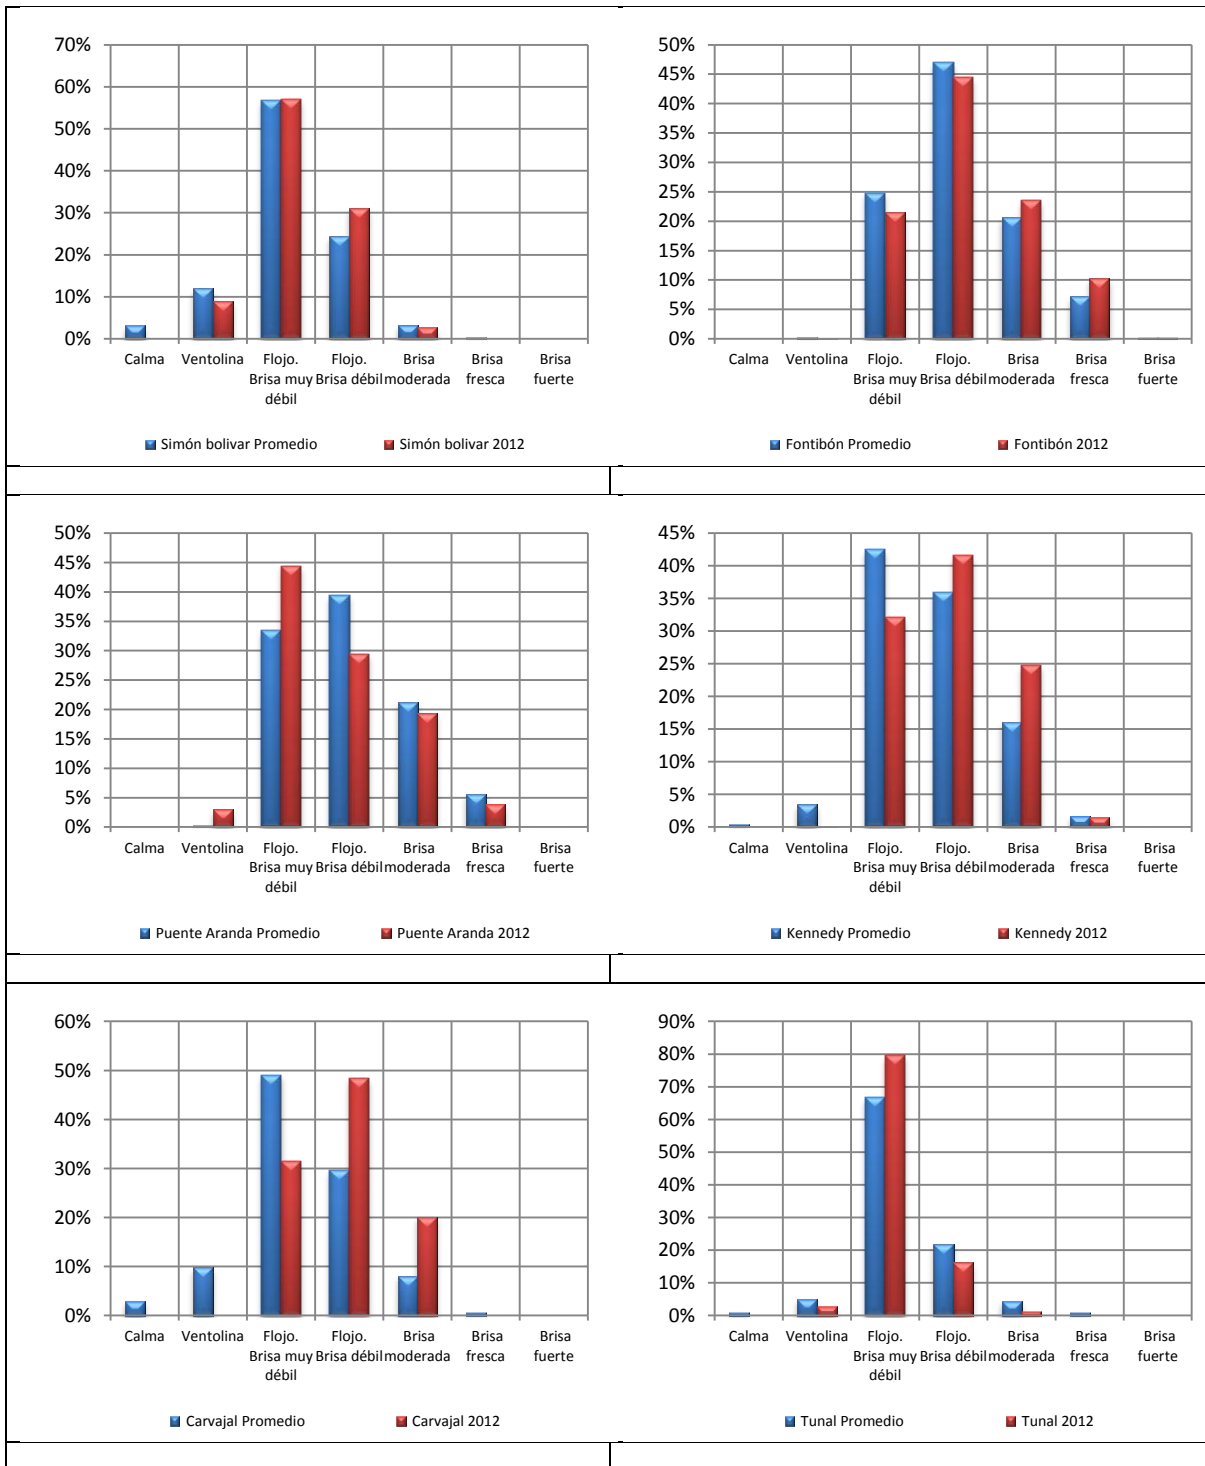 70%
60%
50%
40%
30%
20%
10%
0%
Calma Ventolina Flojo. Flojo. Brisa Brisa Brisa
Brisa muy Brisa débil moderada fresca fuerte
débil
Simón bolivar Promedio Simón bolivar 2012
50%
45%
40%
35%
30%
25%
20%
15%
10%
5%
0%
Calma Ventolina Flojo. Flojo. Brisa Brisa Brisa
Brisa muy Brisa débil moderada fresca fuerte
débil
Fontibón Promedio Fontibón 2012
50%
45%
40%
35%
30%
25%
20%
15%
10%
5%
0%
Calma Ventolina Flojo. Flojo. Brisa Brisa Brisa
Brisa muy Brisa débil moderada fresca fuerte
débil
Puente Aranda Promedio Puente Aranda 2012
45%
40%
35%
30%
25%
20%
15%
10%
5%
0%
Calma Ventolina Flojo. Flojo. Brisa Brisa Brisa
Brisa muy Brisa débil moderada fresca fuerte
débil
Kennedy Promedio Kennedy 2012
60%
50%
40%
30%
20%
10%
0%
Calma Ventolina Flojo. Flojo. Brisa Brisa Brisa
Brisa muy Brisa débil moderada fresca fuerte
débil
Carvajal Promedio Carvajal 2012
90%
80%
70%
60%
50%
40%
30%
20%
10%
0%
Calma Ventolina Flojo. Flojo. Brisa Brisa Brisa
Brisa muy Brisa débil moderada fresca fuerte
débil
Tunal Promedio Tunal 2012